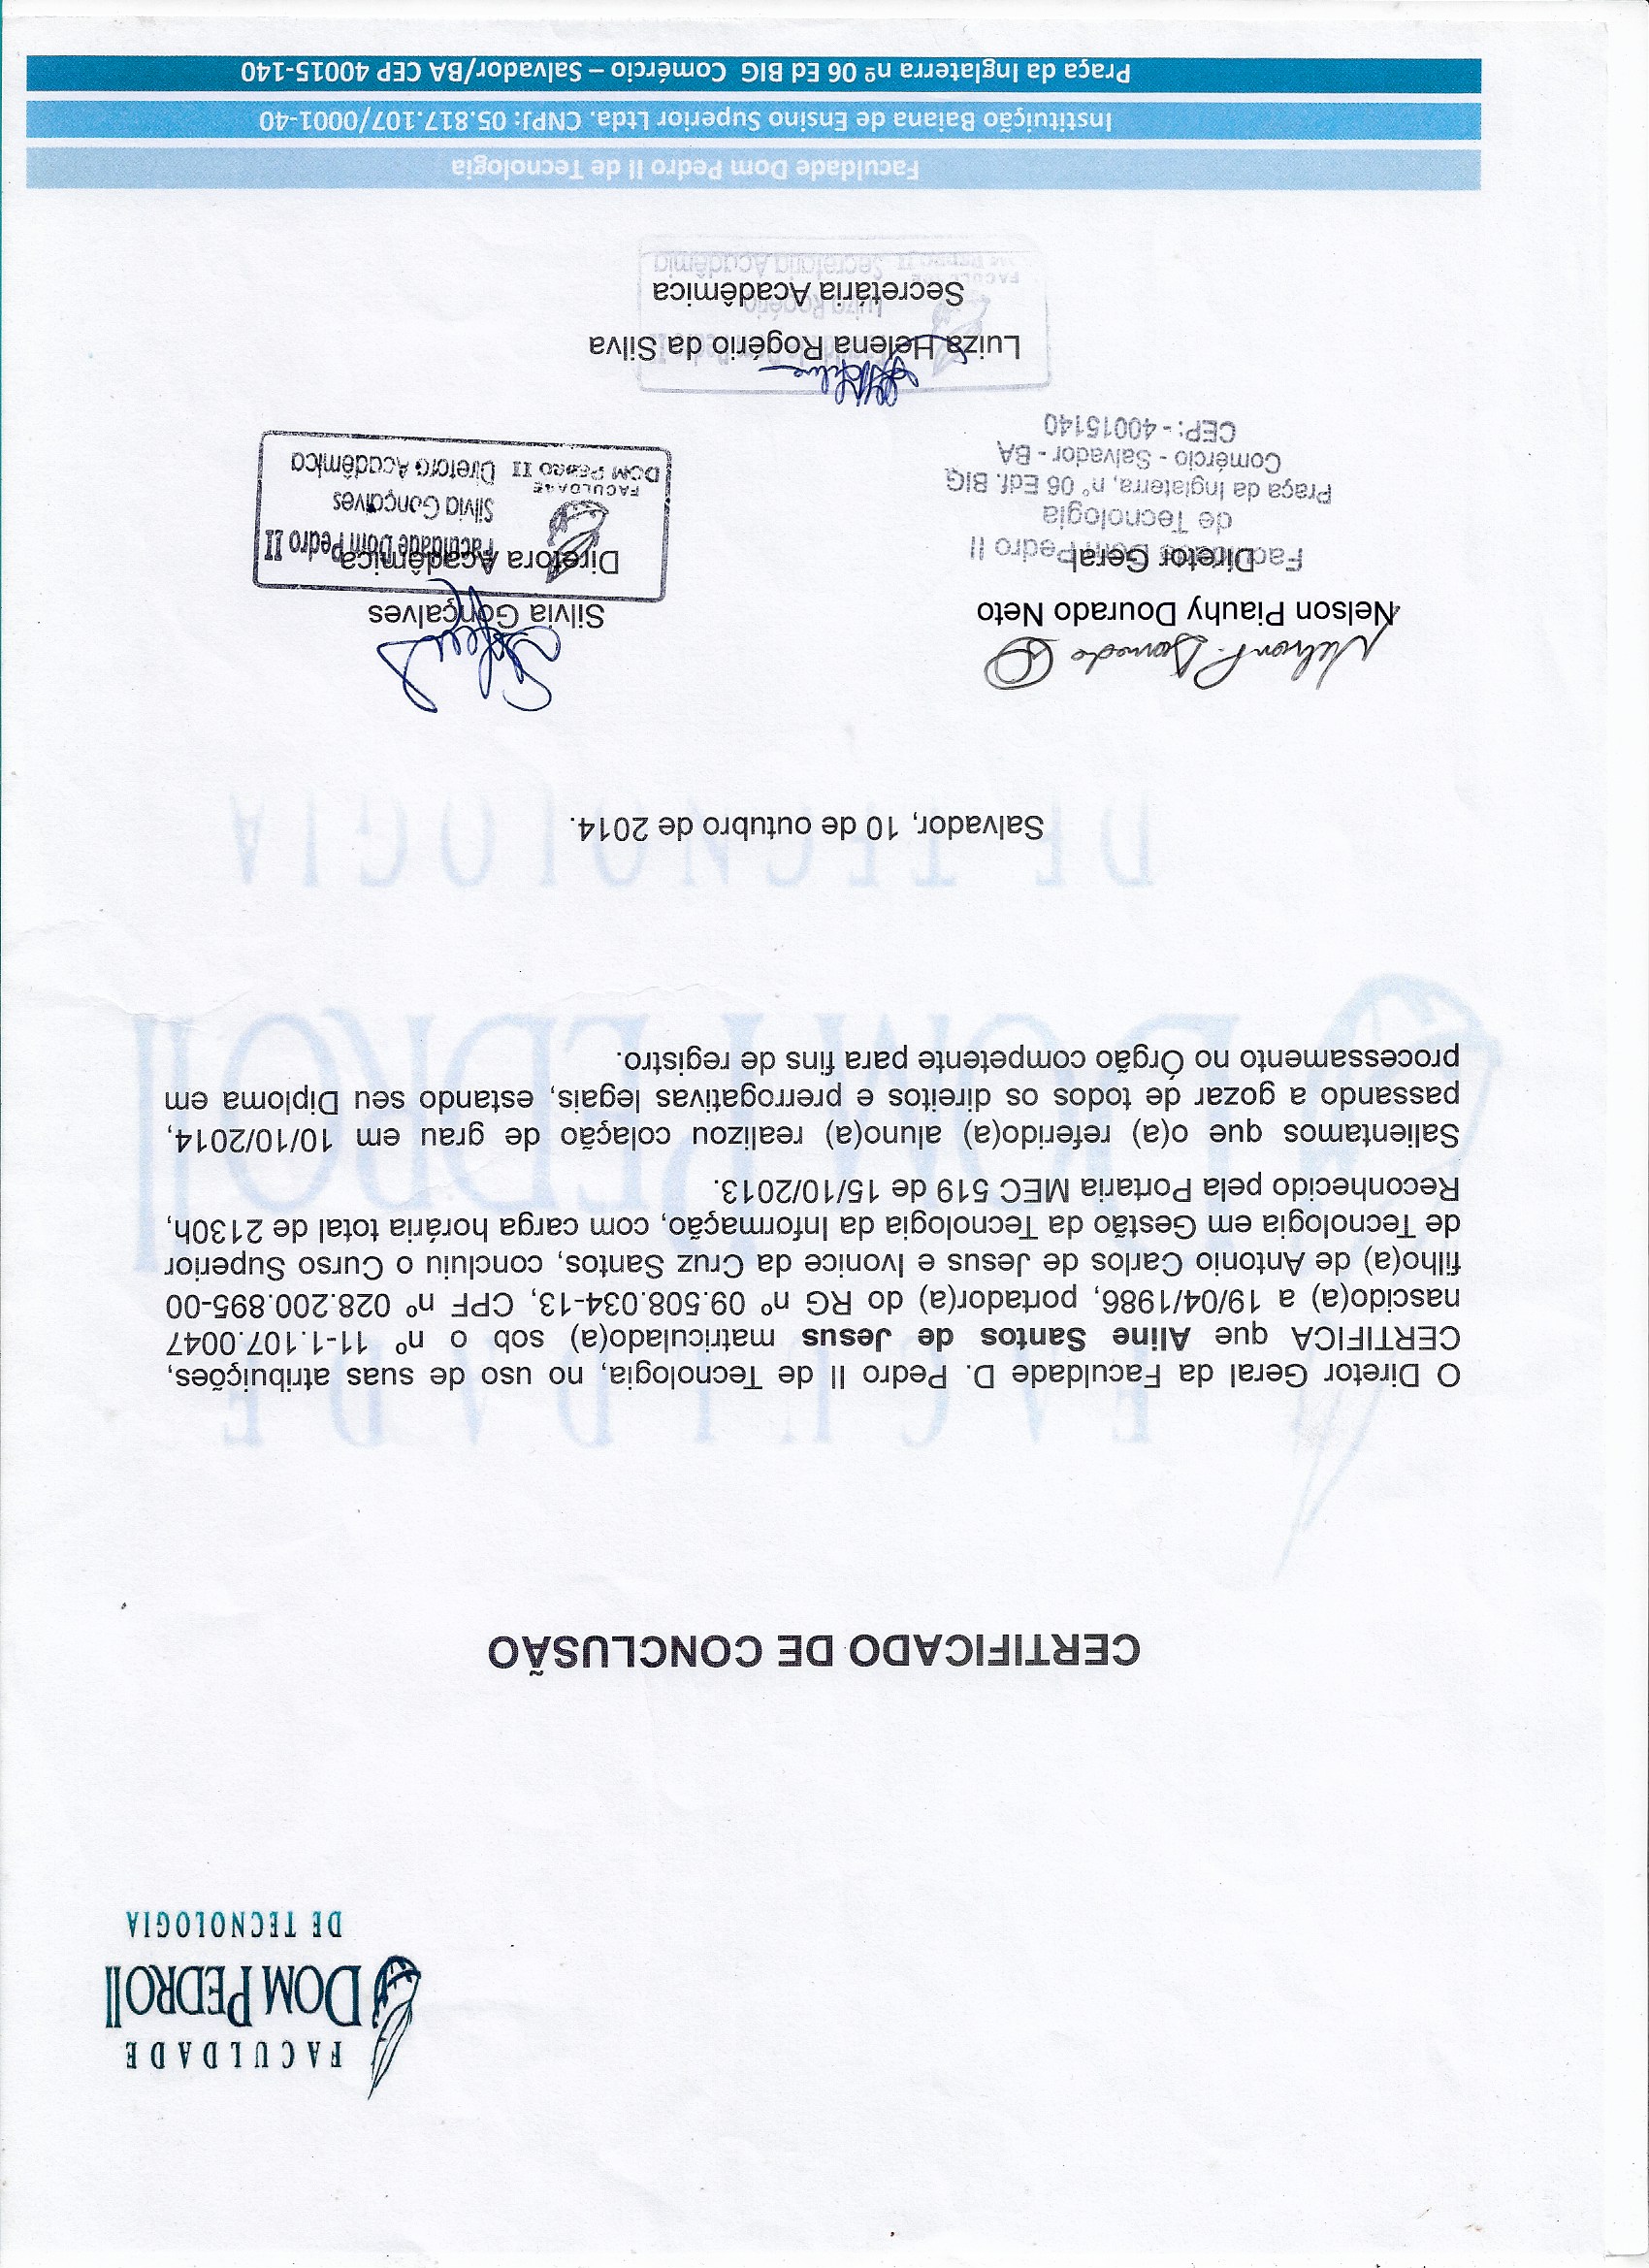 FACULDADE
DOM PEDRO II
DE TECNOLOGIA
CERTIFICADO DE CONCLUSÃO
O Diretor Geral da Faculdade D. Pedro II de Tecnologia, no uso de suas atribuições,
CERTIFICA que Aline Santos de Jesus matriculado(a) sob o nº 11-1.107.0047
nascido(a) a 19/04/1986, portador(a) do RG nº 09.508.034-13, CPF nº 028.200.895-00
filho(a) de Antonio Carlos de Jesus e Ivonice da Cruz Santos, concluiu o Curso Superior
de Tecnologia em Gestão da Tecnologia da Informação, com carga horária total de 2130h,
Reconhecido pela Portaria MEC 519 de 15/10/2013.
Salientamos que o(a) referido(a) aluno(a) realizou colação de grau em 10/10/2014,
passando a gozar de todos os direitos e prerrogativas legais, estando seu Diploma em
processamento no Órgão competente para fins de registro.
FACULDADE
DOM PEDRO II
DE TECNOLOGIA
Salvador, 10 de outubro de 2014.
Nelson P. Dourado
Nelson Piauhy Dourado Neto
Diretor Geral
Faculdade Dom Pedro II
de Tecnologia
Praça da Inglaterra, n° 06 Edf. BIG
Comércio - Salvador - BA
CEP: - 40015140
Silvia Gonçalves
Diretora Acadêmica
Faculdade Dom Pedro II
Silvia Gonçalves
Diretora Acadêmica
FACULDADE
DOM PEDRO II
Luiza Helena Rogério da Silva
Secretária Acadêmica
Faculdade Dom Pedro II
Luiza Rogério
Secretaria Acadêmia
FACULDADE
DOM PEDRO II
Faculdade Dom Pedro II de Tecnologia
Instituição Baiana de Ensino Superior Ltda. CNPJ: 05.817.107/0001-40
Praça da Inglaterra nº 06 Ed BIG Comércio – Salvador/BA CEP 40015-140